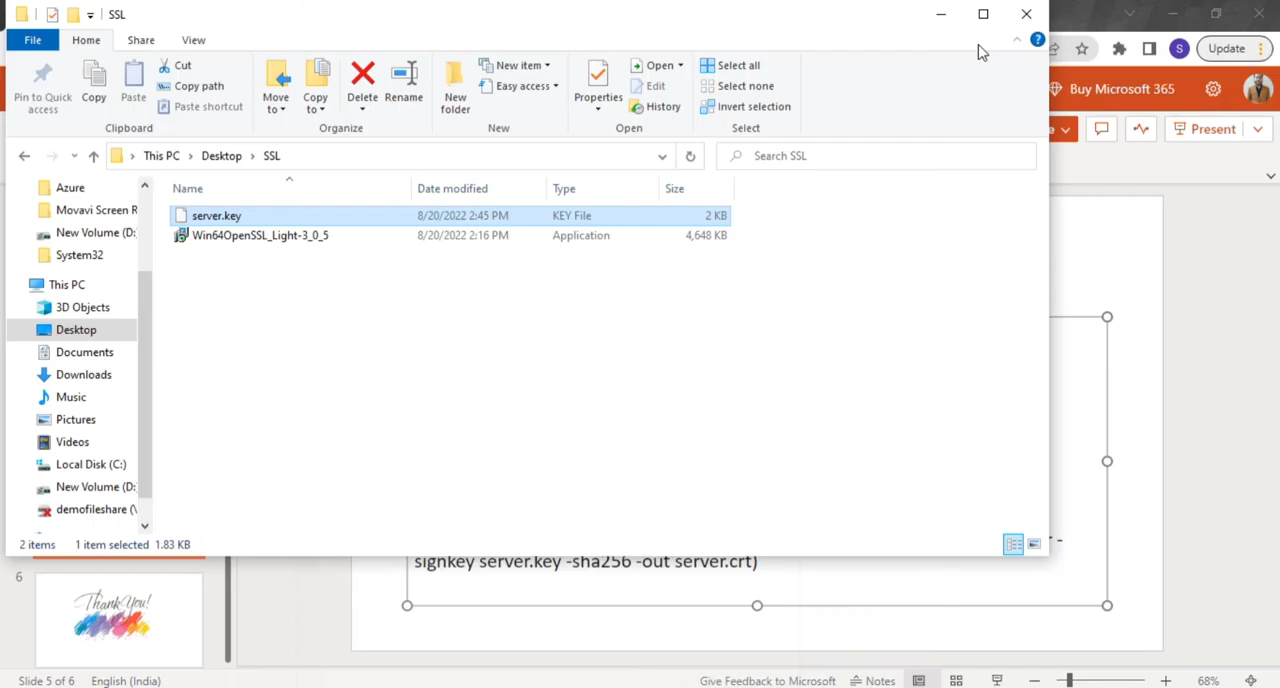 SSL
File Home Share View
Pin to Quick access
Copy
Paste
Cut
Copy path
Paste shortcut
Clipboard
Move to
Copy to
Delete
Rename
Organize
New folder
New item
Easy access
New
Properties
Open
Edit
History
Open
Select all
Select none
Invert selection
Select
This PC > Desktop > SSL
Search SSL
Name Date modified Type Size
server.key 8/20/2022 2:45 PM KEY File 2 KB
Win64OpenSSL_Light-3_0_5 8/20/2022 2:16 PM Application 4,648 KB
Azure
Movavi Screen R
New Volume (D:
System32
This PC
3D Objects
Desktop
Documents
Downloads
Music
Pictures
Videos
Local Disk (C:)
New Volume (D:
demofileshare (\
2 items 1 item selected 1.83 KB
S Update
Buy Microsoft 365
Present
signkey server.key -sha256 -out server.crt)
6
Thank You!
Slide 5 of 6 English (India) Give Feedback to Microsoft Notes 68%